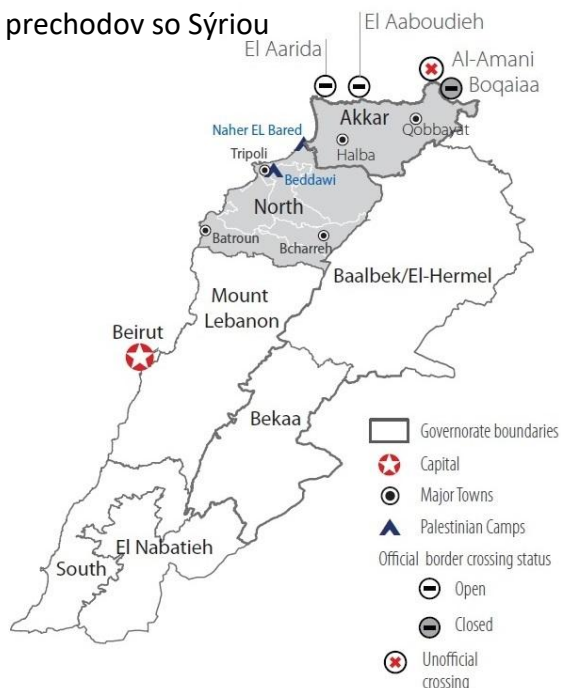 prechodov so Sýriou
El Aaboudieh
El Aarida
Al-Amani
Boqaiaa
Akkar
Qobbayat
Naher EL Bared
Halba
Tripoli
Beddawi
North
Batroun
Bcharreh
Baalbek/El-Hermel
Mount
Lebanon
Beirut
Bekaa
Governorate boundaries
Capital
Major Towns
Palestinian Camps
El Nabatieh
South
Official border crossing status
Open
Closed
Unofficial
crossing